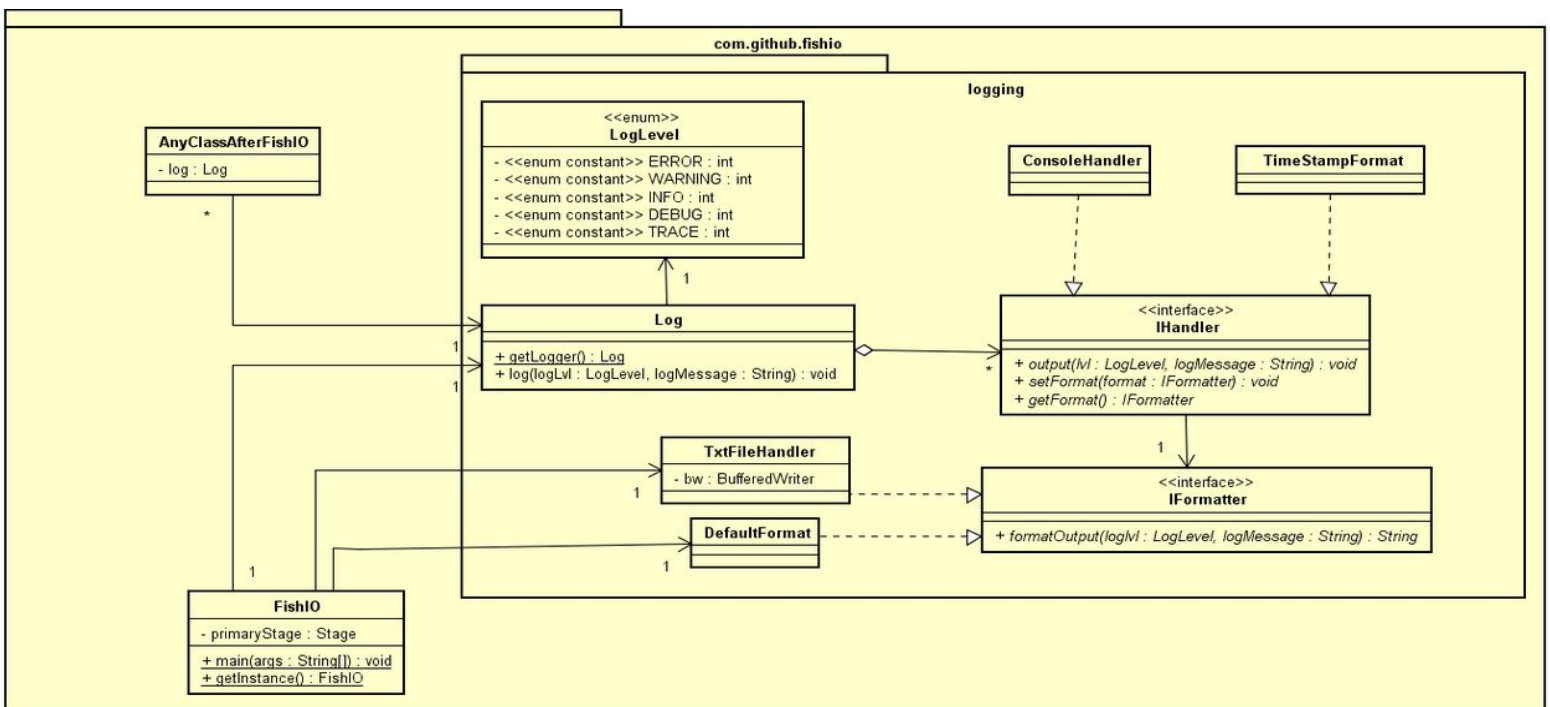 com.github.fishio
logging
AnyClassAfterFishIO
- log : Log
*
<<enum>>
LogLevel
- <<enum constant>> ERROR : int
- <<enum constant>> WARNING : int
- <<enum constant>> INFO : int
- <<enum constant>> DEBUG : int
- <<enum constant>> TRACE : int
1
ConsoleHandler
TimeStampFormat
Log
+ getLogger() : Log
+ log(logLvl : LogLevel, logMessage : String) : void
1
1
*
<<interface>>
IHandler
+ output(lvl : LogLevel, logMessage : String) : void
+ setFormat(format : IFormatter) : void
+ getFormat() : IFormatter
1
TxtFileHandler
- bw : BufferedWriter
1
DefaultFormat
1
<<interface>>
IFormatter
+ formatOutput(loglvl : LogLevel, logMessage : String) : String
1
FishIO
- primaryStage : Stage
+ main(args : String[]) : void
+ getInstance() : FishIO